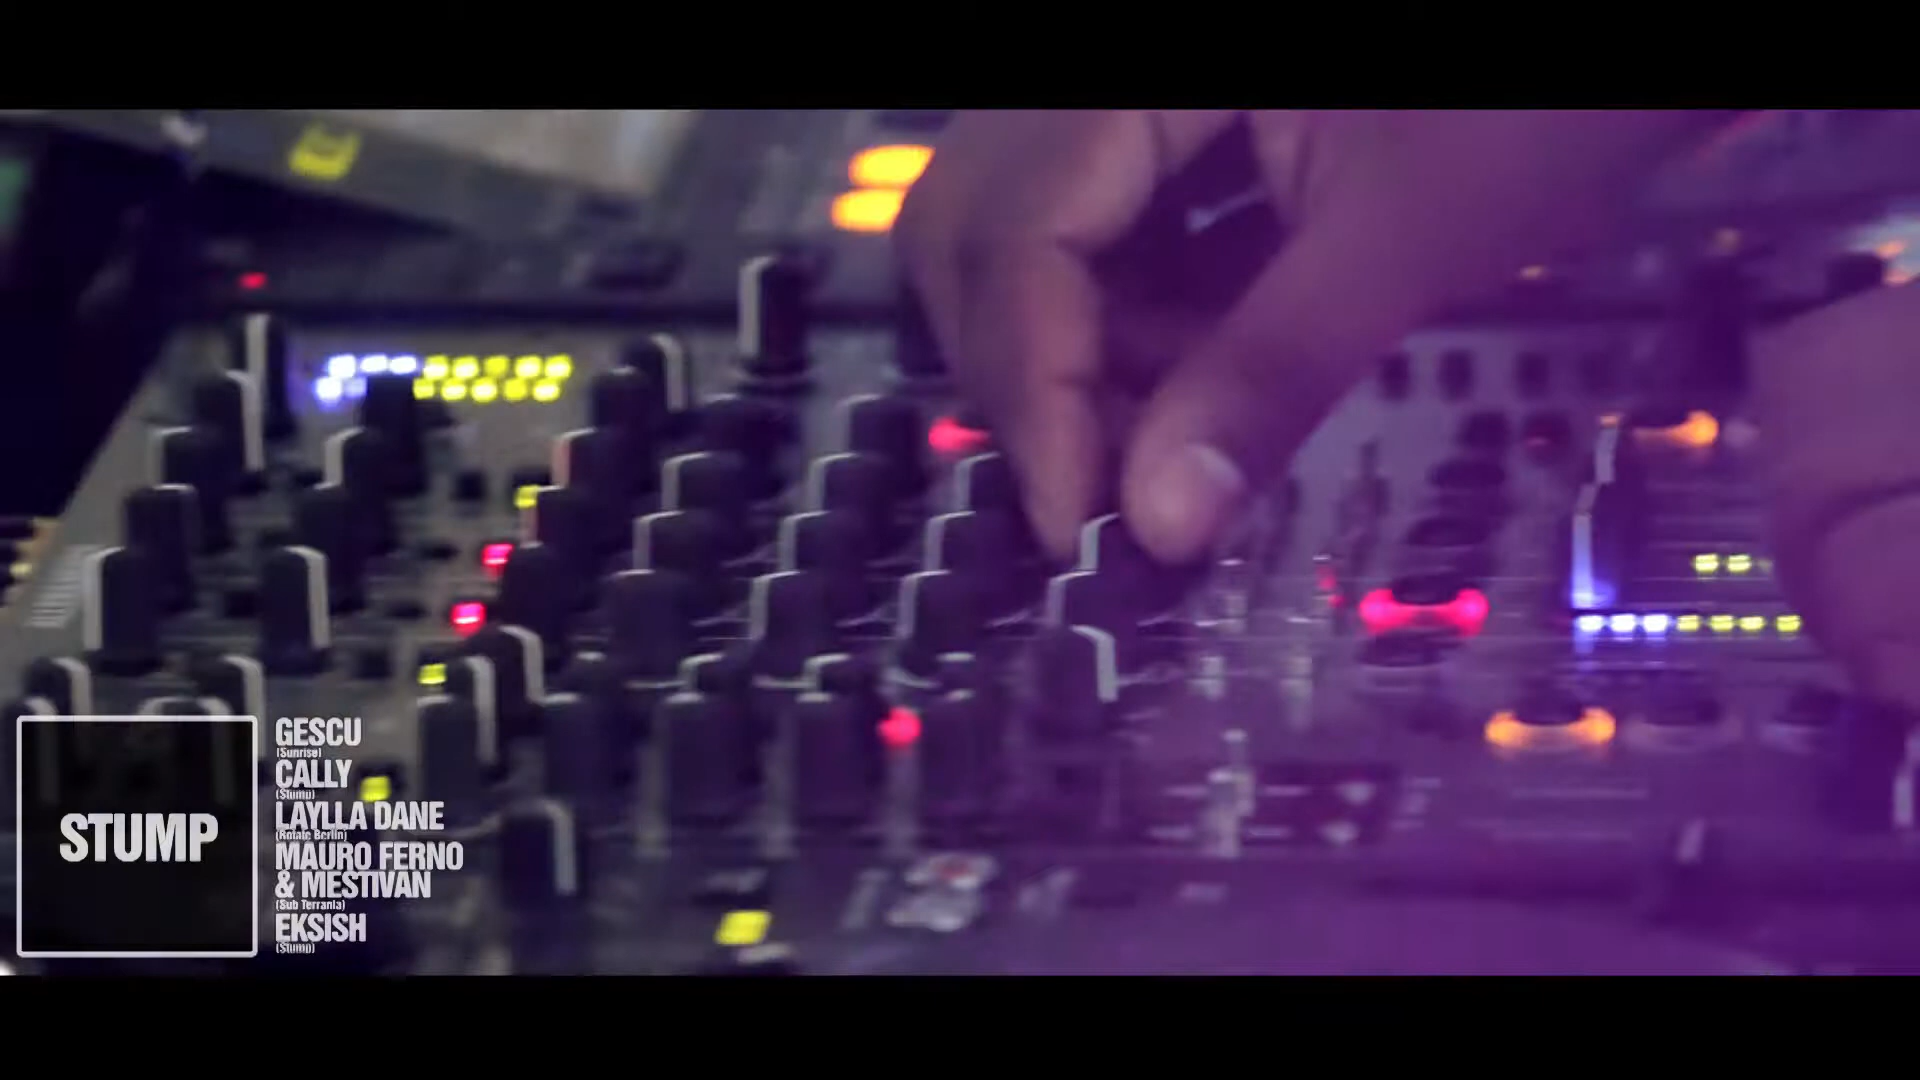 STUMP
GESCU
(Sunrise)
CALLY
(Stump)
LAYLLA DANE
(Rotate Berlin)
MAURO FERNO
& MESTIVAN
(Sub Terrania)
EKSISH
(Stump)